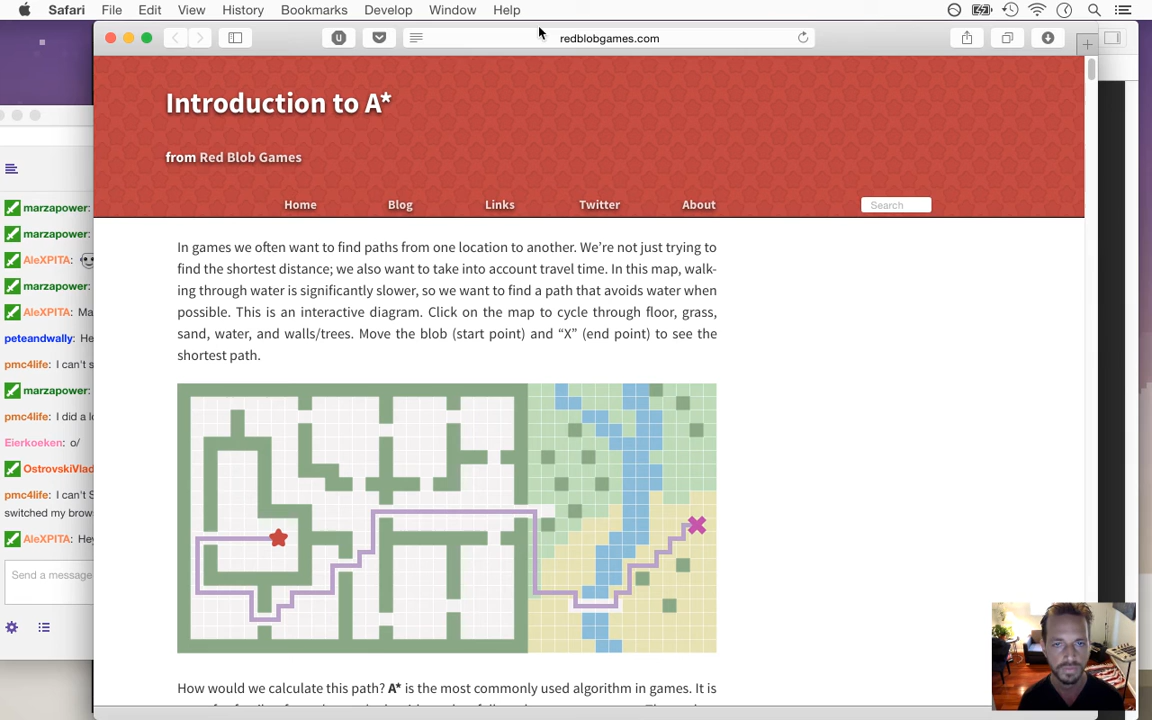 Safari File Edit View History Bookmarks Develop Window Help
redblobgames.com
Introduction to A*
from Red Blob Games
Home Blog Links Twitter About Search
In games we often want to find paths from one location to another. We're not just trying to
find the shortest distance; we also want to take into account travel time. In this map, walk-
ing through water is significantly slower, so we want to find a path that avoids water when
possible. This is an interactive diagram. Click on the map to cycle through floor, grass,
sand, water, and walls/trees. Move the blob (start point) and “X” (end point) to see the
shortest path.
How would we calculate this path? A* is the most commonly used algorithm in games. It is
marzapower:
marzapower:
AleXPITA:
marzapower:
AleXPITA: Ma
peteandwally: He
pmc4life: I can't s
marzapower:
pmc4life: I did a lo
Eierkoeken: o/
OstrovskiVlad
pmc4life: I can't S
switched my brow
AleXPITA: Hey
Send a message